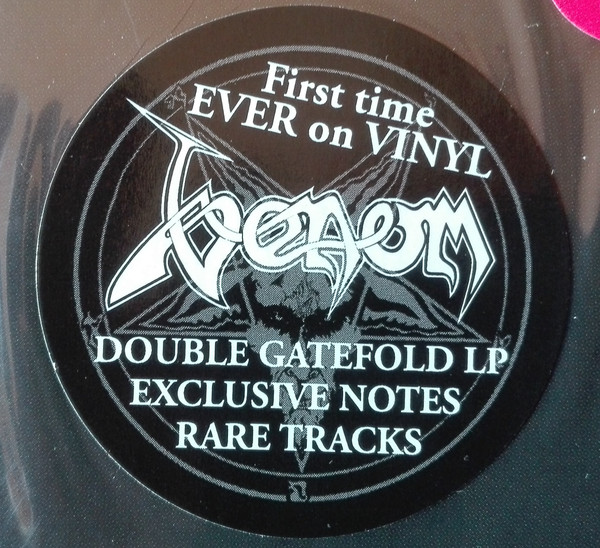 First time
EVER on VINYL
Venom
DOUBLE GATEFOLD LP
EXCLUSIVE NOTES
RARE TRACKS